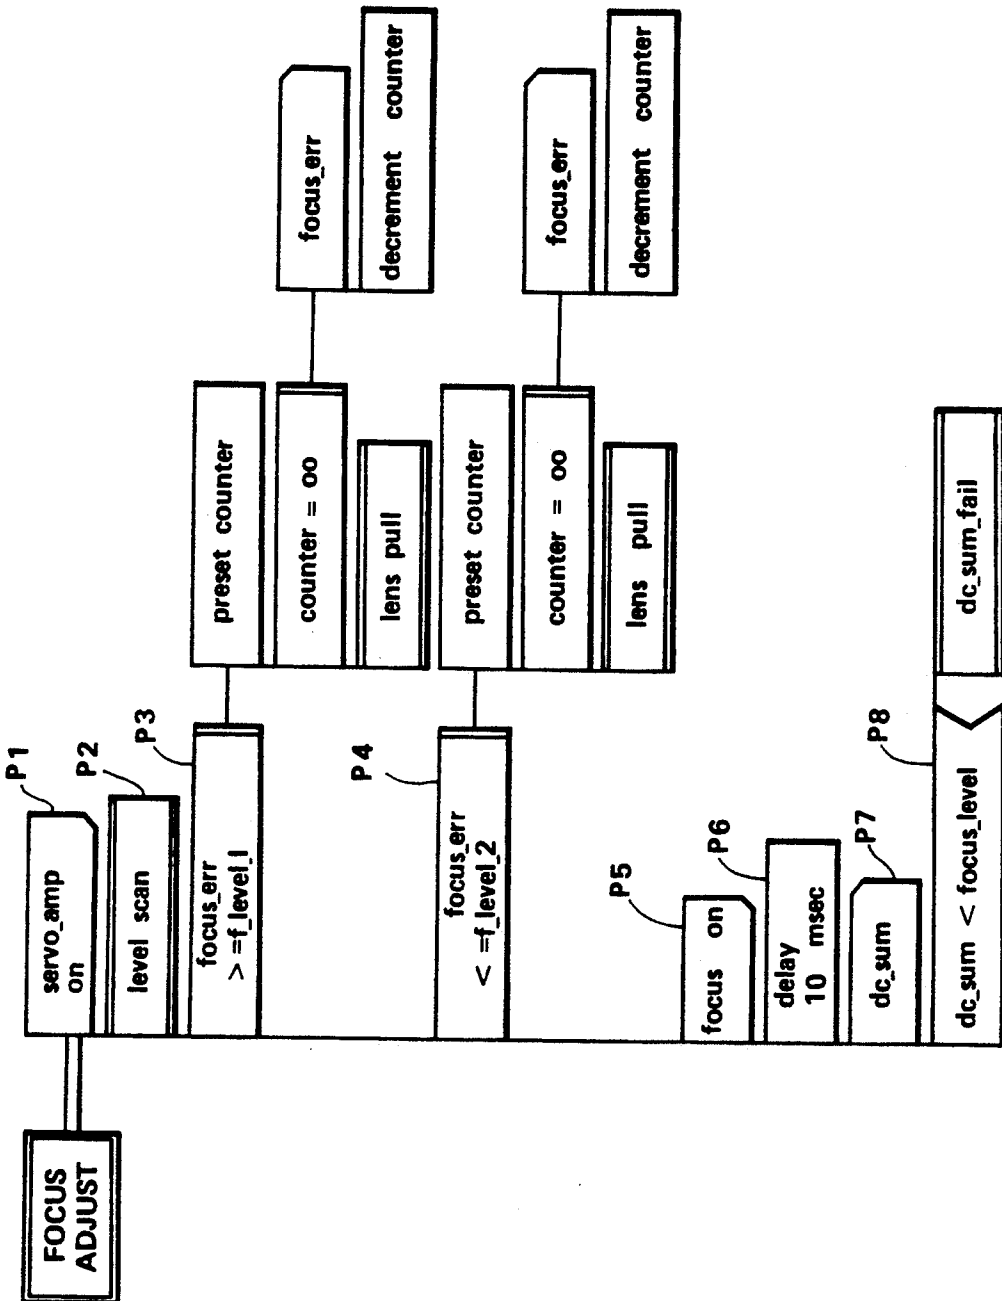 FOCUS
ADJUST
P1
servo_amp
on
P2
level scan
P3
focus_err
> =f_level_1
preset counter
counter = oo
focus_err
decrement counter
lens pull
P4
focus_err
< =f_level_2
preset counter
counter = oo
focus_err
decrement counter
lens pull
P5
focus on
P6
delay
10 msec
P7
dc_sum
P8
dc_sum < focus_level
dc_sum_fail